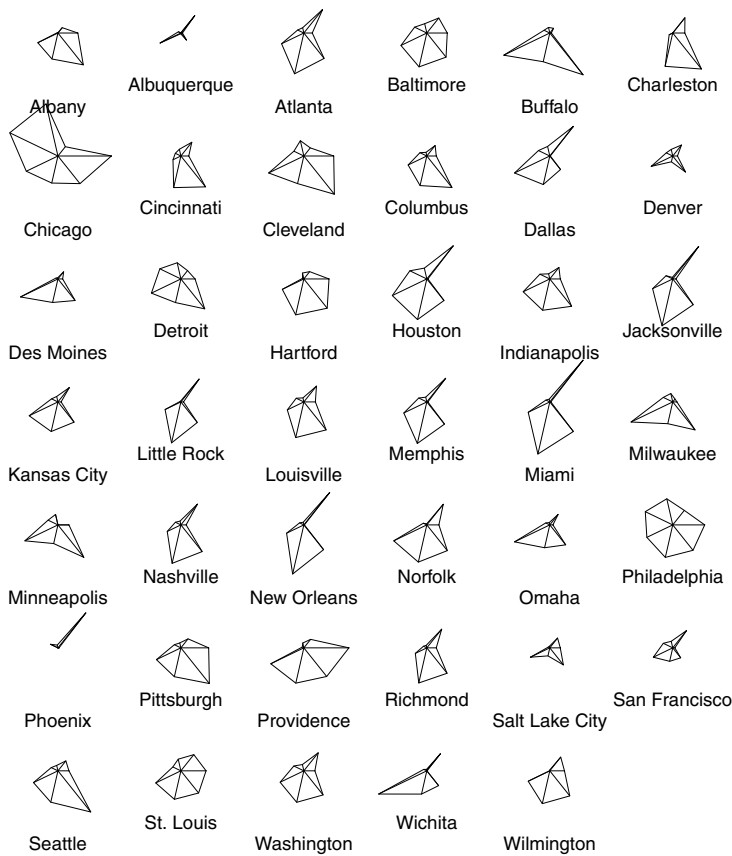 Albany
Albuquerque
Atlanta
Baltimore
Buffalo
Charleston
Chicago
Cincinnati
Cleveland
Columbus
Dallas
Denver
Des Moines
Detroit
Hartford
Houston
Indianapolis
Jacksonville
Kansas City
Little Rock
Louisville
Memphis
Miami
Milwaukee
Minneapolis
Nashville
New Orleans
Norfolk
Omaha
Philadelphia
Phoenix
Pittsburgh
Providence
Richmond
Salt Lake City
San Francisco
Seattle
St. Louis
Washington
Wichita
Wilmington